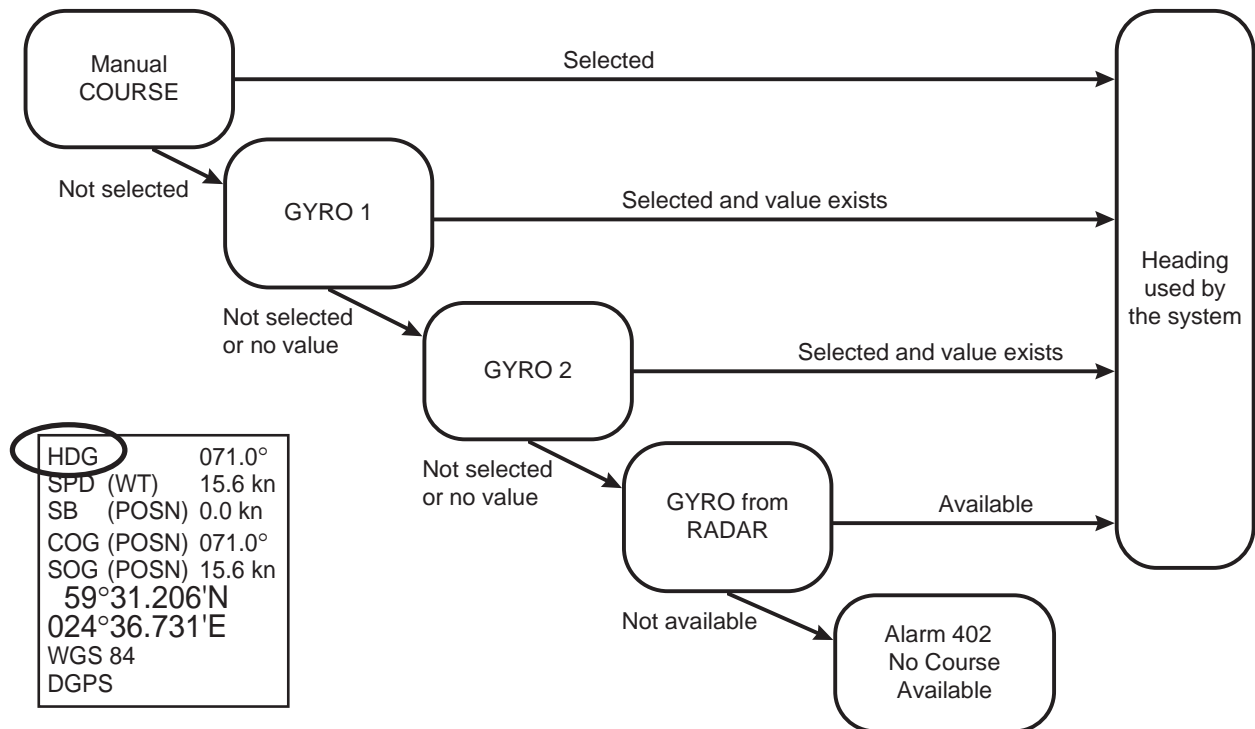 Manual
COURSE
Selected
Not selected
GYRO 1
Selected and value exists
Heading
used by
the system
Not selected
or no value
GYRO 2
Selected and value exists
Not selected
or no value
GYRO from
RADAR
Available
Not available
Alarm 402
No Course
Available
HDG 071.0°
SPD (WT) 15.6 kn
SB (POSN) 0.0 kn
COG (POSN) 071.0°
SOG (POSN) 15.6 kn
59°31.206'N
024°36.731'E
WGS 84
DGPS